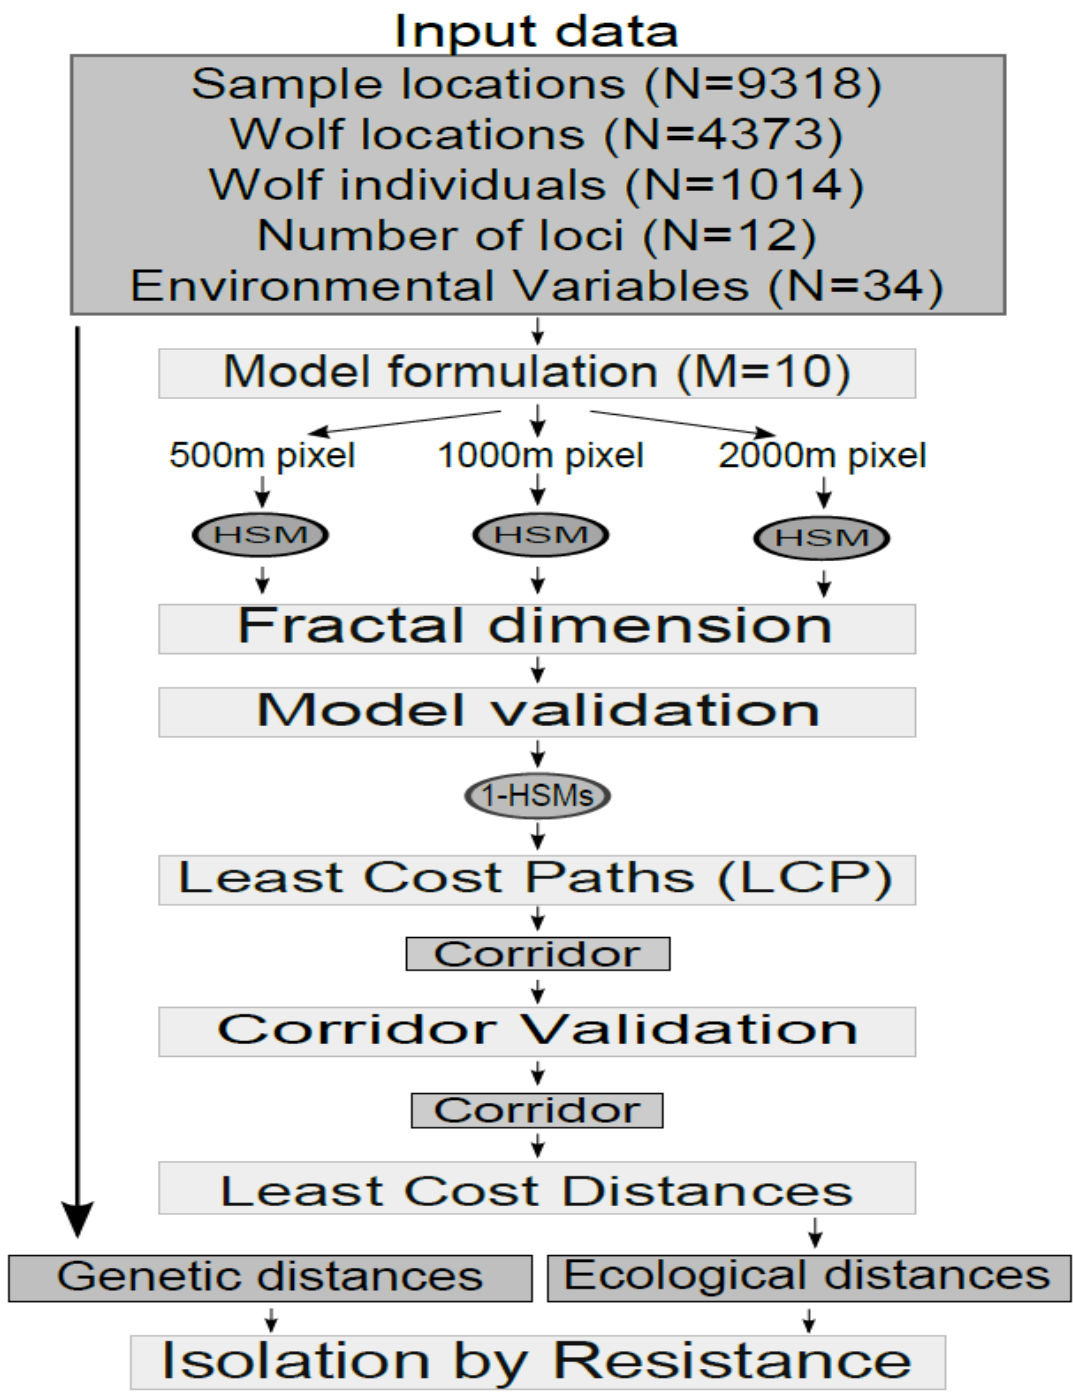 Input data
Sample locations (N=9318)
Wolf locations (N=4373)
Wolf individuals (N=1014)
Number of loci (N=12)
Environmental Variables (N=34)
Model formulation (M=10)
500m pixel
1000m pixel
2000m pixel
HSM
HSM
HSM
Fractal dimension
Model validation
1-HSMs
Least Cost Paths (LCP)
Corridor
Corridor Validation
Corridor
Least Cost Distances
Genetic distances
Ecological distances
Isolation by Resistance